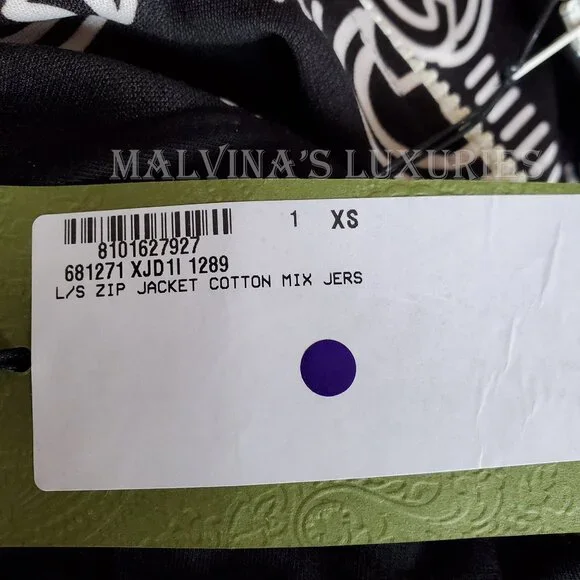 MALVINA'S LUXURIES
1 XS
8101627927
681271 XJD1I 1289
L/S ZIP JACKET COTTON MIX JERS